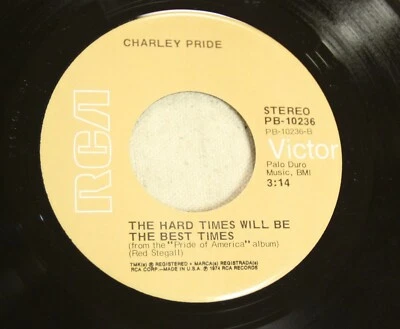 CHARLEY PRIDE
RCA
STEREO
PB-10236
PB-10236-B
Victor
Palo Duro
Music, BMI
3:14
THE HARD TIMES WILL BE
THE BEST TIMES
(from the "Pride of America" album)
(Red Stegall)
TMK(s) ® REGISTERED • MARCA(s) REGISTRADA(s)
RCA CORP.—MADE IN U.S.A. ℗ 1974 RCA RECORDS